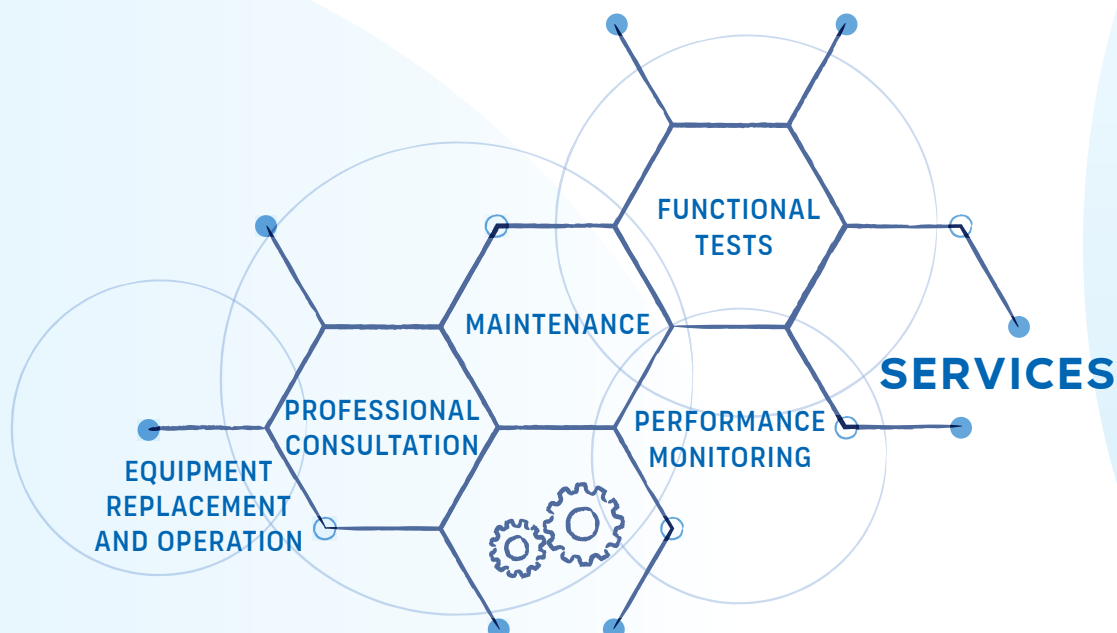 FUNCTIONAL
TESTS
MAINTENANCE
SERVICES
PROFESSIONAL
CONSULTATION
PERFORMANCE
MONITORING
EQUIPMENT
REPLACEMENT
AND OPERATION